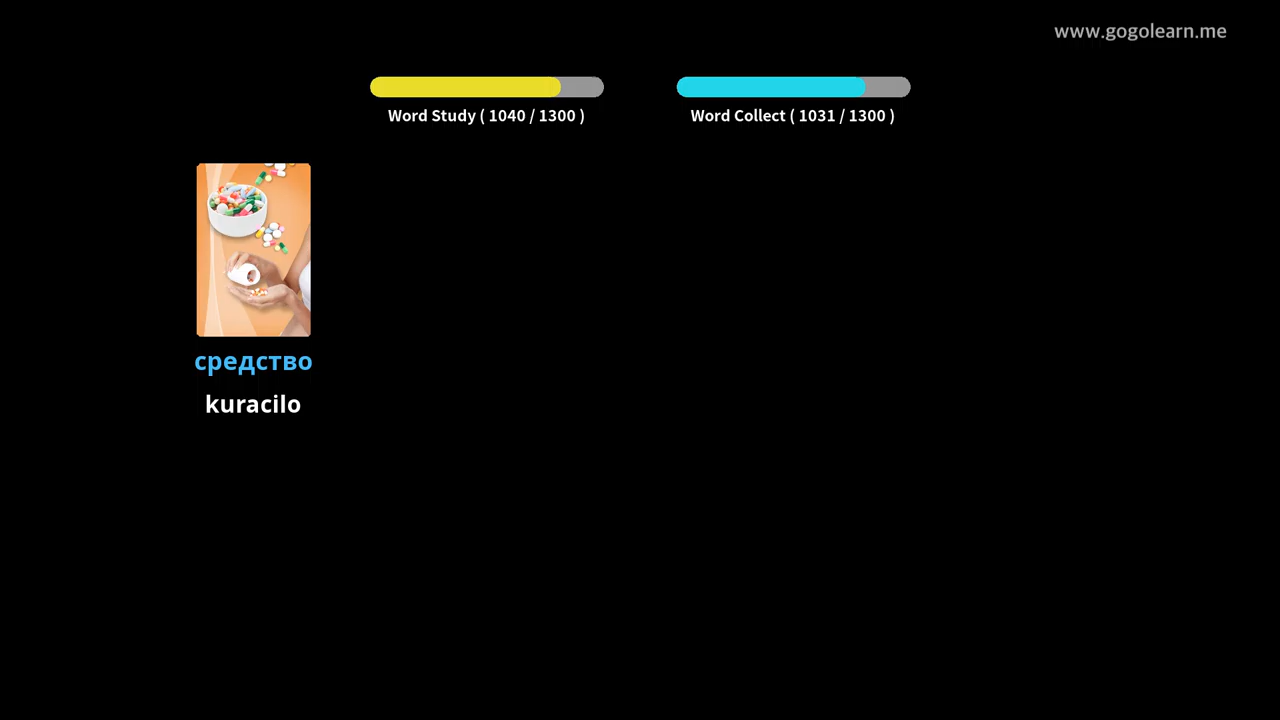 www.gogolearn.me
Word Study ( 1040 / 1300 )
Word Collect ( 1031 / 1300 )
средство
kuracilo